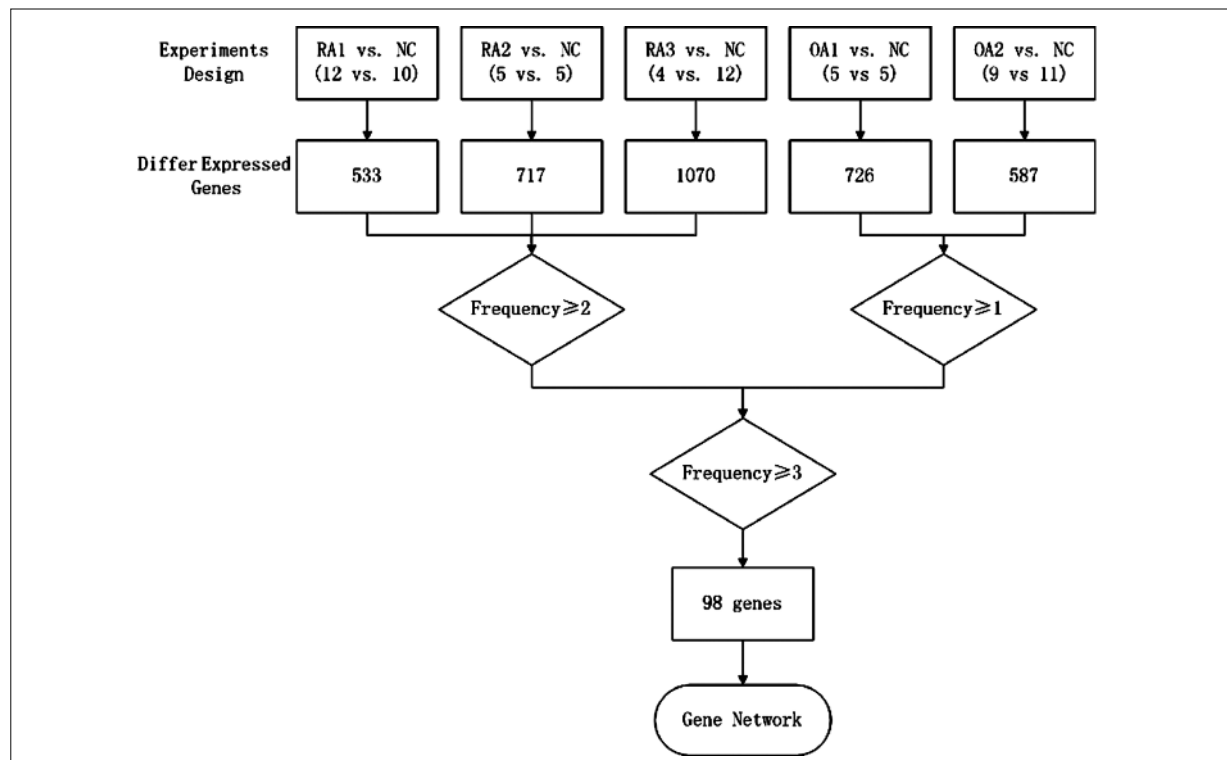 Experiments
Design
RA1 vs. NC
(12 vs. 10)
RA2 vs. NC
(5 vs. 5)
RA3 vs. NC
(4 vs. 12)
OA1 vs. NC
(5 vs 5)
OA2 vs. NC
(9 vs 11)
Differ Expressed
Genes
533
717
1070
726
587
Frequency⩾2
Frequency⩾1
Frequency⩾3
98 genes
Gene Network